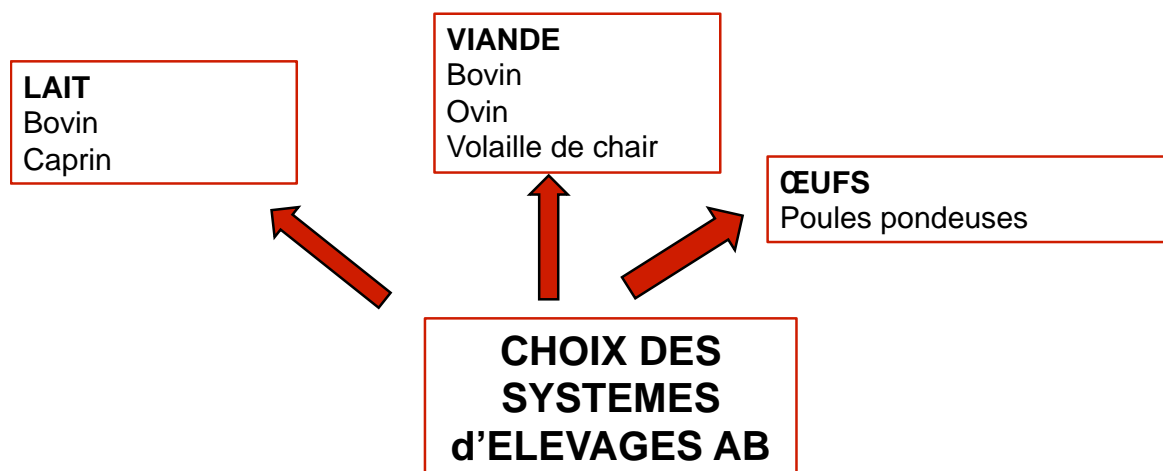 LAIT
Bovin
Caprin
VIANDE
Bovin
Ovin
Volaille de chair
ŒUFS
Poules pondeuses
CHOIX DES
SYSTEMES
d’ELEVAGES AB